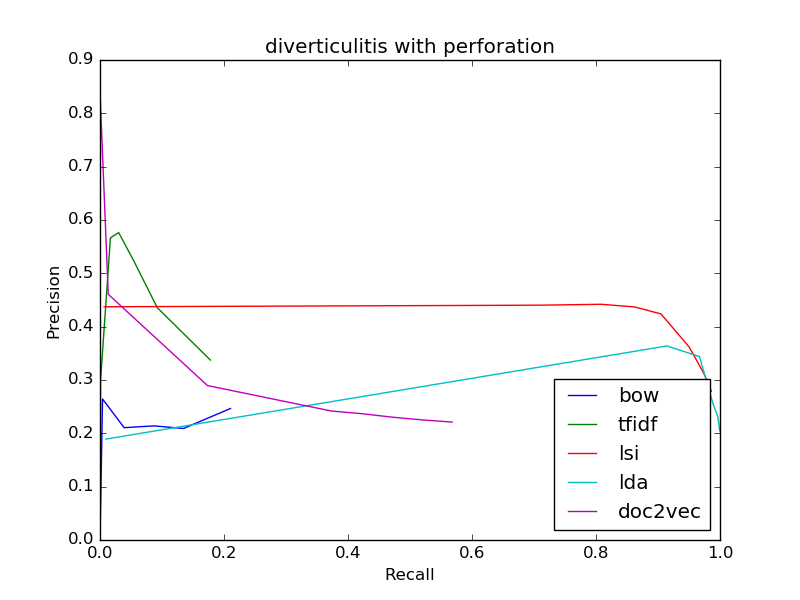 diverticulitis with perforation
0.9
0.8
0.7
0.6
0.5
0.4
0.3
0.2
0.1
0.0
Precision
0.0 0.2 0.4 0.6 0.8 1.0
Recall
bow
tfidf
lsi
lda
doc2vec